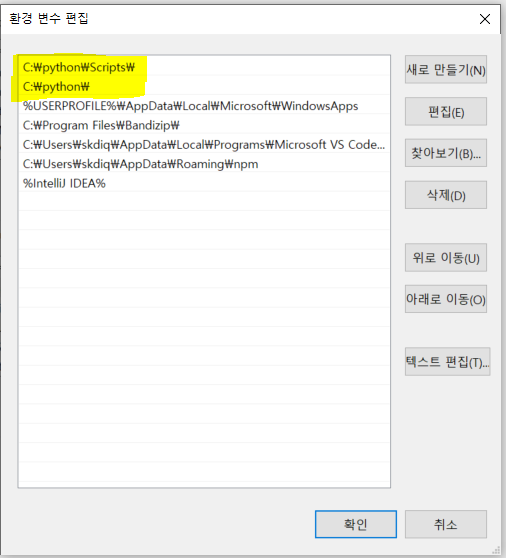 환경 변수 편집
C:₩python₩Scripts₩
C:₩python₩
%USERPROFILE%₩AppData₩Local₩Microsoft₩WindowsApps
C:₩Program Files₩Bandizip₩
C:₩Users₩skdiq₩AppData₩Local₩Programs₩Microsoft VS Code...
C:₩Users₩skdiq₩AppData₩Roaming₩npm
%IntelliJ IDEA%
새로 만들기(N)
편집(E)
찾아보기(B)...
삭제(D)
위로 이동(U)
아래로 이동(O)
텍스트 편집(T)...
확인
취소